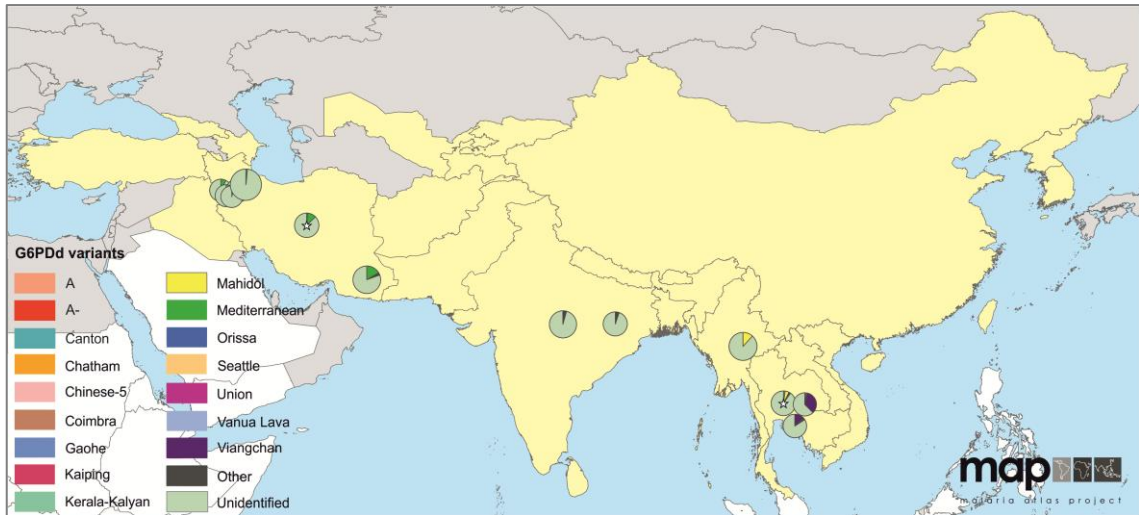 G6PDd variants
A
A-
Canton
Chatham
Chinese-5
Coimbra
Gaohe
Kaiping
Kerala-Kalyan
Mahidol
Mediterranean
Orissa
Seattle
Union
Vanua Lava
Viangchan
Other
Unidentified
map
malaria atlas project